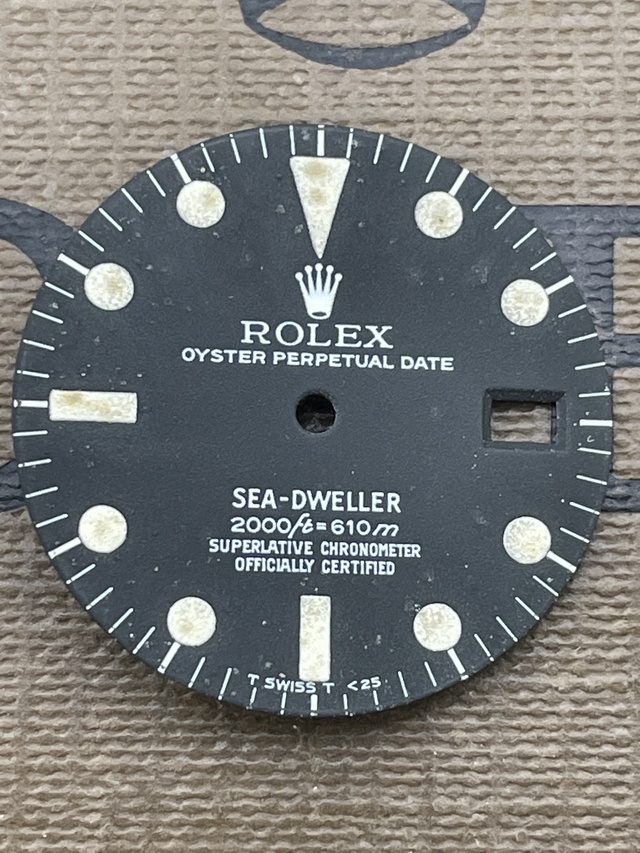 ROLEX
OYSTER PERPETUAL DATE
SEA-DWELLER
2000ft=610m
SUPERLATIVE CHRONOMETER
OFFICIALLY CERTIFIED
T SWISS T <25